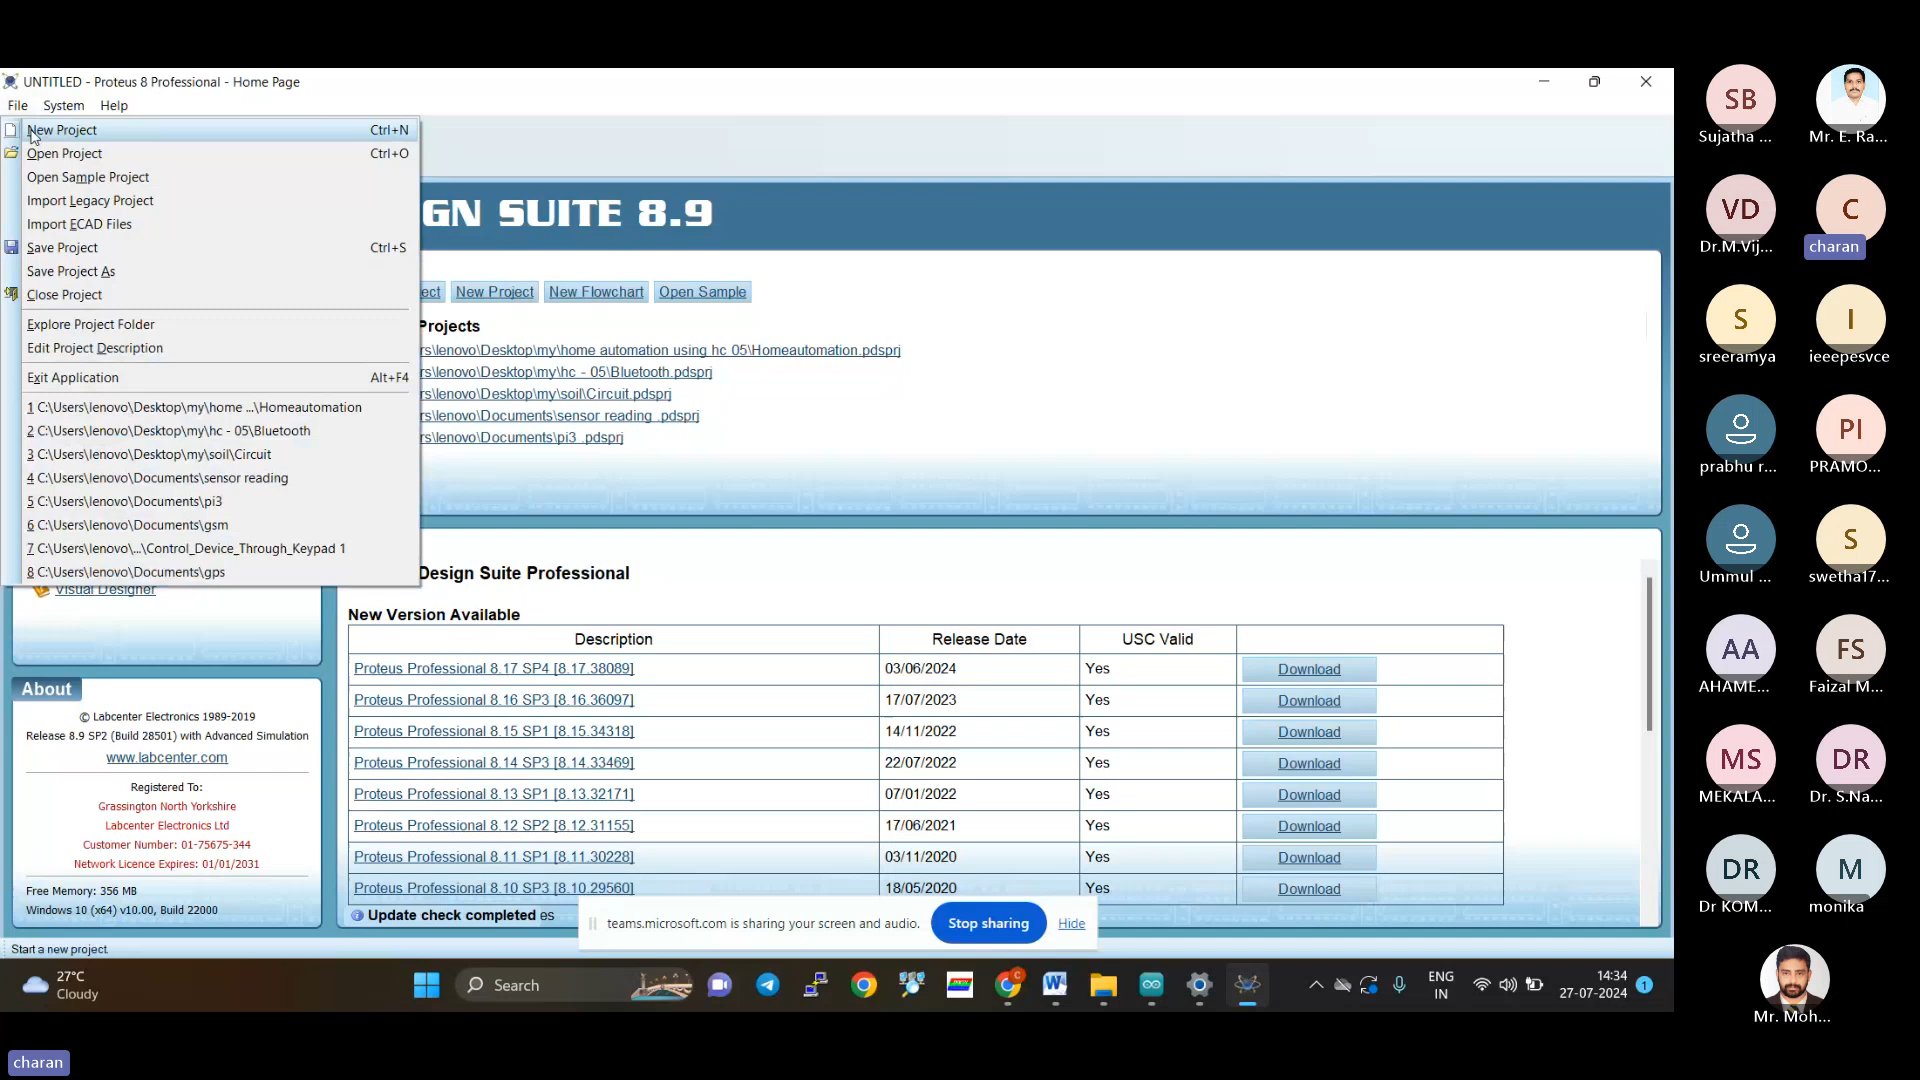 UNTITLED - Proteus 8 Professional - Home Page
File System Help
New Project Ctrl+N
Open Project Ctrl+O
Open Sample Project
Import Legacy Project
Import ECAD Files
Save Project Ctrl+S
Save Project As
Close Project
Explore Project Folder
Edit Project Description
Exit Application Alt+F4
1 C:\Users\lenovo\Desktop\my\home ...\Homeautomation
2 C:\Users\lenovo\Desktop\my\hc - 05\Bluetooth
3 C:\Users\lenovo\Desktop\my\soil\Circuit
4 C:\Users\lenovo\Documents\sensor reading
5 C:\Users\lenovo\Documents\pi3
6 C:\Users\lenovo\Documents\gsm
7 C:\Users\lenovo\...\Control_Device_Through_Keypad 1
8 C:\Users\lenovo\Documents\gps
GN SUITE 8.9
ect New Project New Flowchart Open Sample
Projects
rs\lenovo\Desktop\my\home automation using hc 05\Homeautomation.pdsprj
rs\lenovo\Desktop\my\hc - 05\Bluetooth.pdsprj
rs\lenovo\Desktop\my\soil\Circuit.pdsprj
rs\lenovo\Documents\sensor reading .pdsprj
rs\lenovo\Documents\pi3 .pdsprj
Visual Designer
About
© Labcenter Electronics 1989-2019
Release 8.9 SP2 (Build 28501) with Advanced Simulation
www.labcenter.com
Registered To:
Grassington North Yorkshire
Labcenter Electronics Ltd
Customer Number: 01-75675-344
Network Licence Expires: 01/01/2031
Free Memory: 356 MB
Windows 10 (x64) v10.00, Build 22000
Design Suite Professional
New Version Available
Description Release Date USC Valid
Proteus Professional 8.17 SP4 [8.17.38089] 03/06/2024 Yes Download
Proteus Professional 8.16 SP3 [8.16.36097] 17/07/2023 Yes Download
Proteus Professional 8.15 SP1 [8.15.34318] 14/11/2022 Yes Download
Proteus Professional 8.14 SP3 [8.14.33469] 22/07/2022 Yes Download
Proteus Professional 8.13 SP1 [8.13.32171] 07/01/2022 Yes Download
Proteus Professional 8.12 SP2 [8.12.31155] 17/06/2021 Yes Download
Proteus Professional 8.11 SP1 [8.11.30228] 03/11/2020 Yes Download
Proteus Professional 8.10 SP3 [8.10.29560] 18/05/2020 Yes Download
Update check completed es
teams.microsoft.com is sharing your screen and audio. Stop sharing Hide
Start a new project.
27°C
Cloudy
Search
ENG
IN
14:34
27-07-2024
1
SB
Sujatha ...
Mr. E. Ra...
VD
Dr.M.Vij...
C
charan
S
sreeramya
I
ieeepesvce
prabhu r...
PI
PRAMO...
Ummul ...
S
swetha17...
AA
AHAME...
FS
Faizal M...
MS
MEKALA...
DR
Dr. S.Na...
DR
Dr KOM...
M
monika
Mr. Moh...
charan